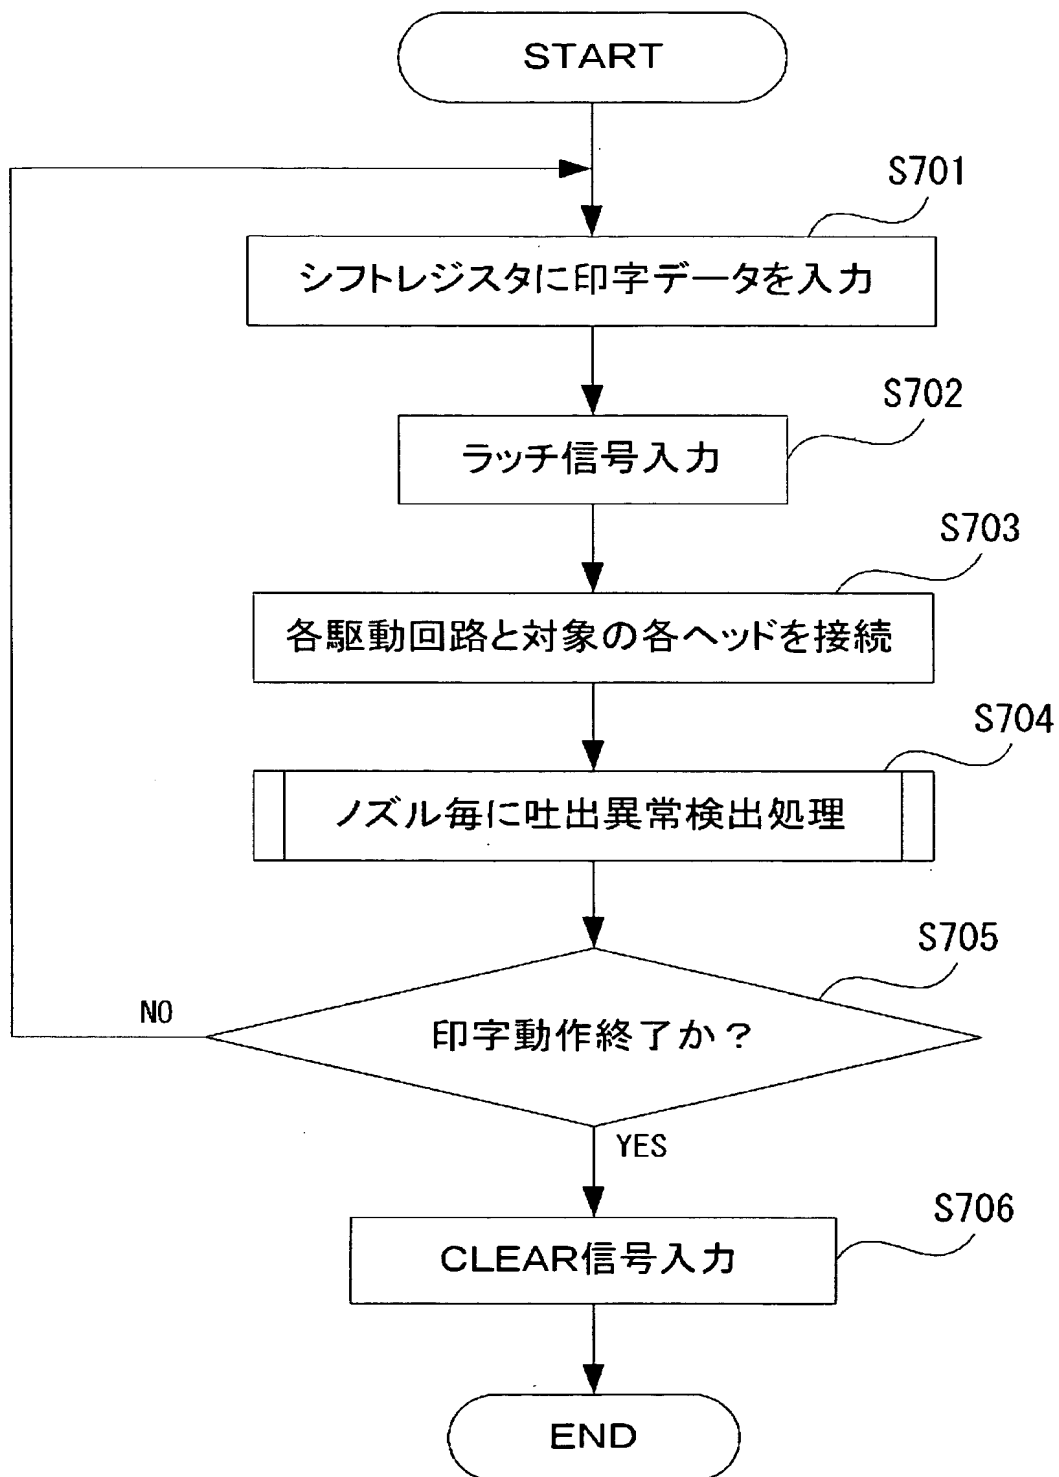 START
S701
シフトレジスタに印字データを入力
S702
ラッチ信号入力
S703
各駆動回路と対象の各ヘッドを接続
S704
ノズル毎に吐出異常検出処理
S705
印字動作終了か?
NO
YES
S706
CLEAR信号入力
END